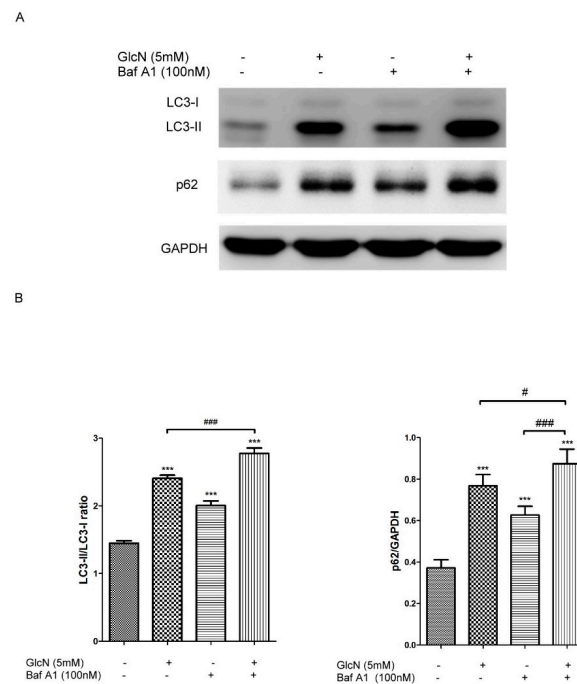 A
GlcN (5mM) - + - +
Baf A1 (100nM) - - + +
LC3-I
LC3-II
p62
GAPDH
B
###
***
***
***
3
2
1
0
LC3-II/LC3-I ratio
GlcN (5mM) - + - +
Baf A1 (100nM) - - + +
#
###
***
***
***
1.0
0.8
0.6
0.4
0.2
0.0
p62/GAPDH
GlcN (5mM) - + - +
Baf A1 (100nM) - - + +